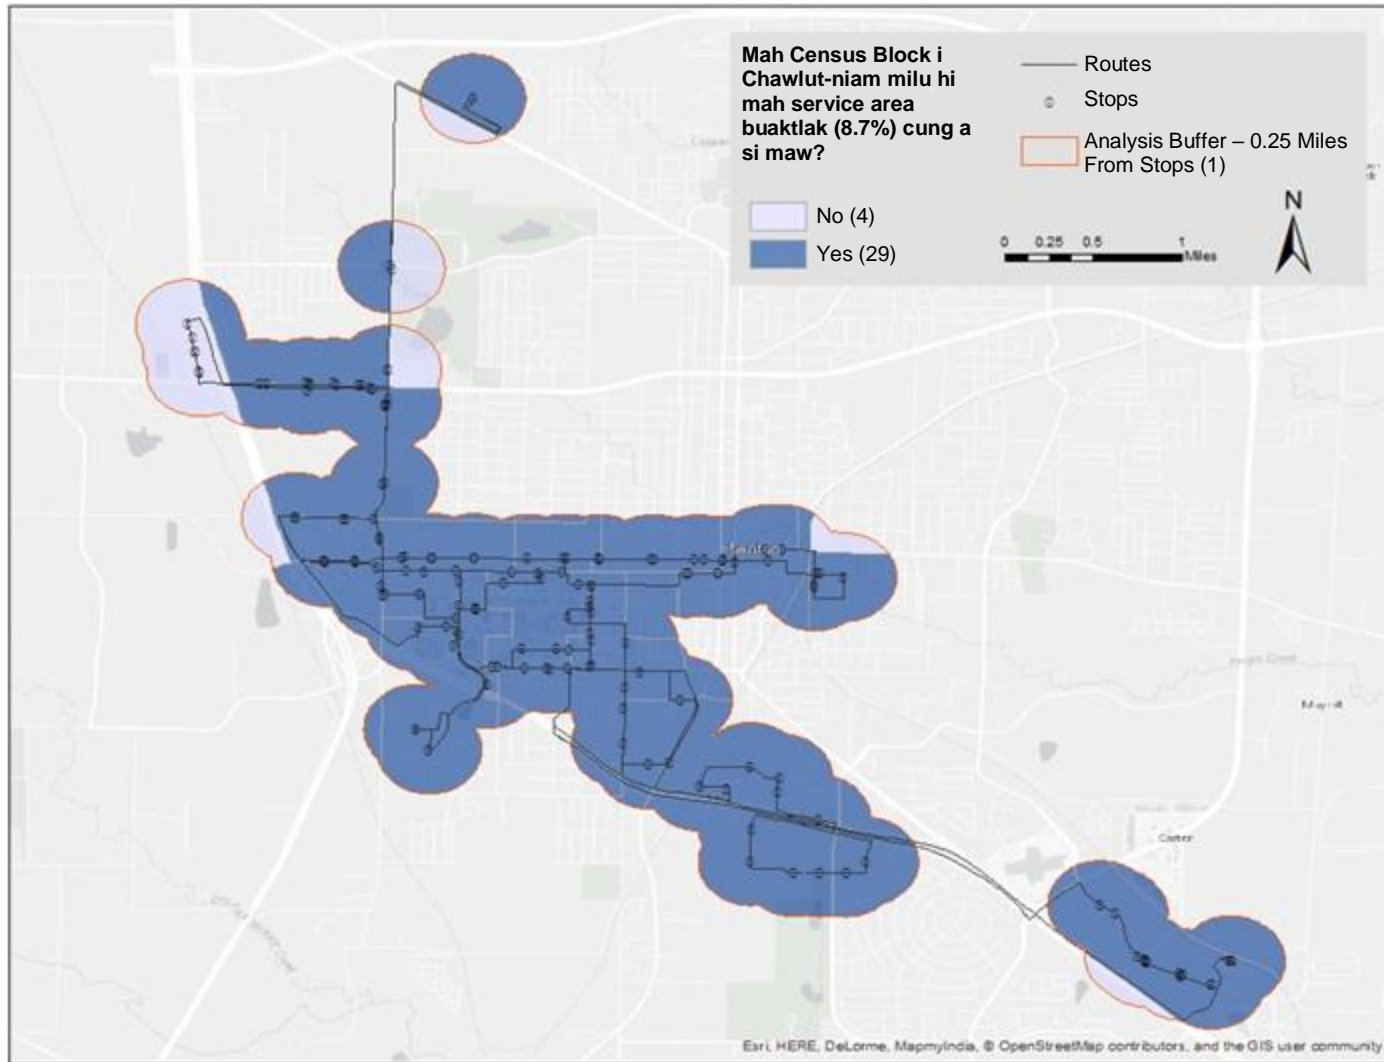 Mah Census Block i
Chawlut-niam milu hi
mah service area
buaktlak (8.7%) cung a
si maw?
No (4)
Yes (29)
Routes
Stops
Analysis Buffer – 0.25 Miles
From Stops (1)
N
0 0.25 0.5 1
Miles
Esri, HERE, DeLorme, MapmyIndia, © OpenStreetMap contributors, and the GIS user community